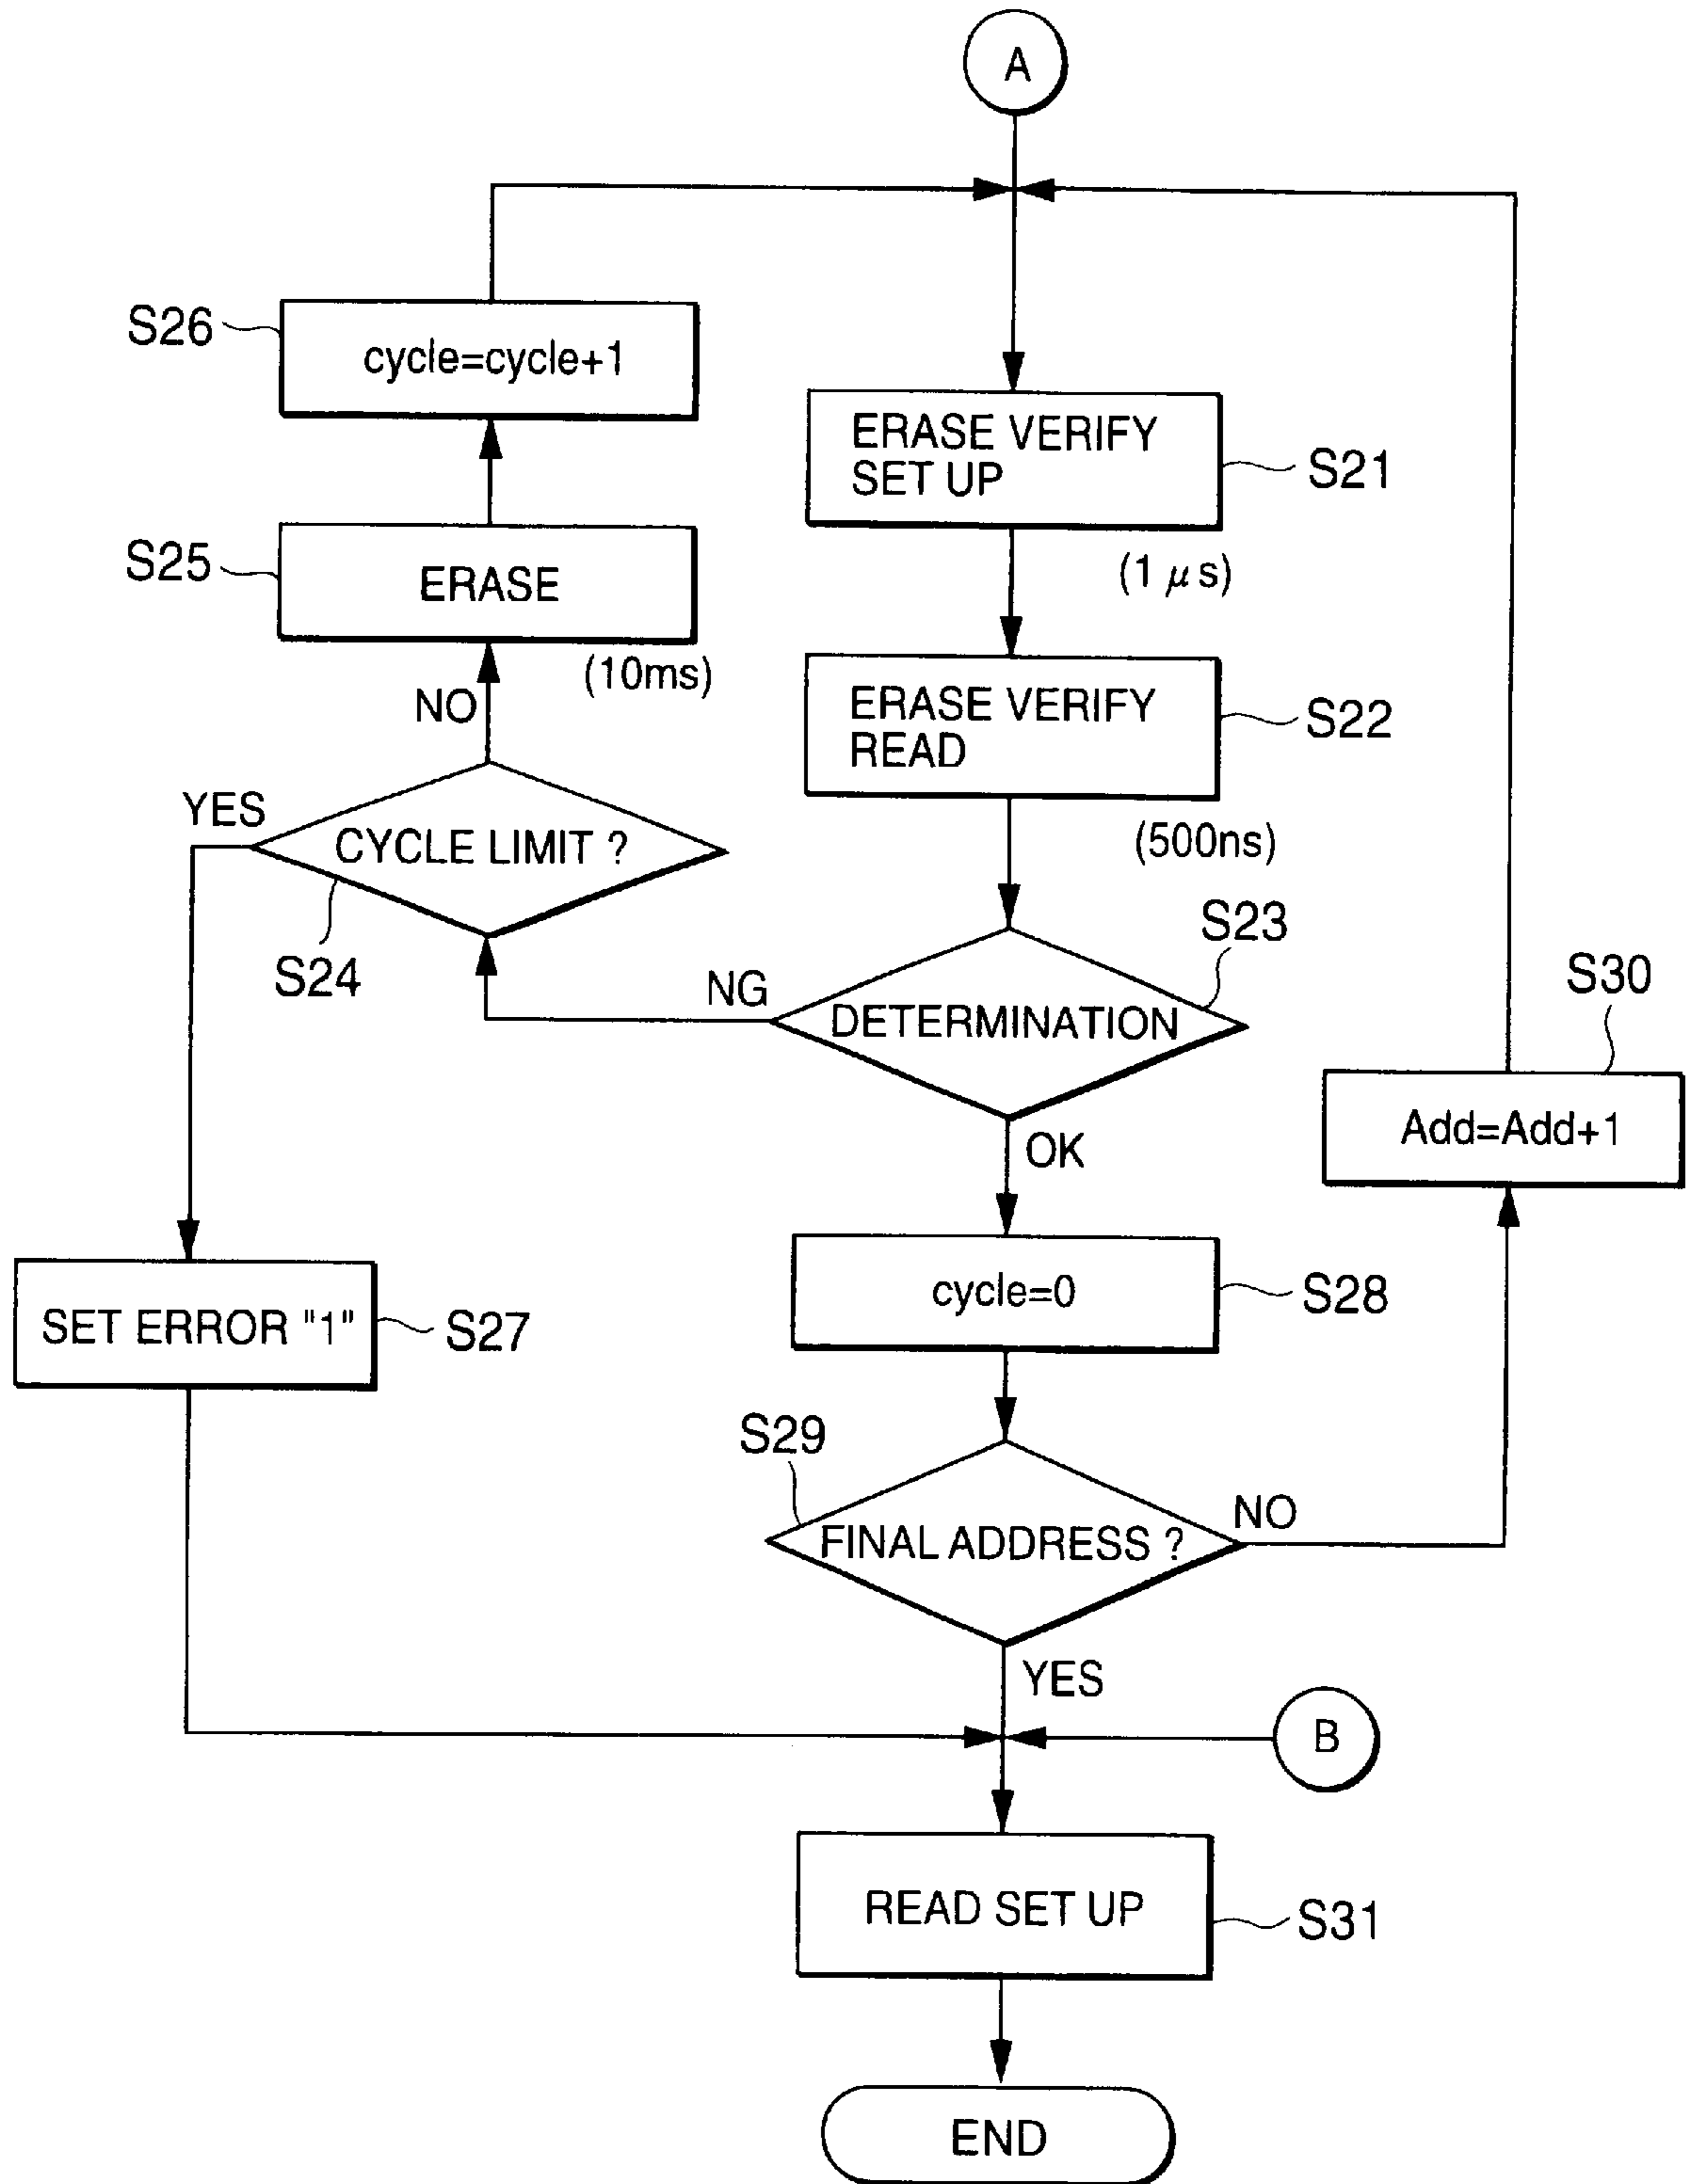 A
S26
cycle=cycle+1
ERASE VERIFY
SET UP
S21
(1 μs)
S25
ERASE
(10ms)
NO
ERASE VERIFY
READ
S22
(500ns)
YES
CYCLE LIMIT ?
S24
S23
NG
DETERMINATION
OK
S30
Add=Add+1
cycle=0
S28
SET ERROR "1"
S27
S29
FINAL ADDRESS ?
NO
YES
B
READ SET UP
S31
END